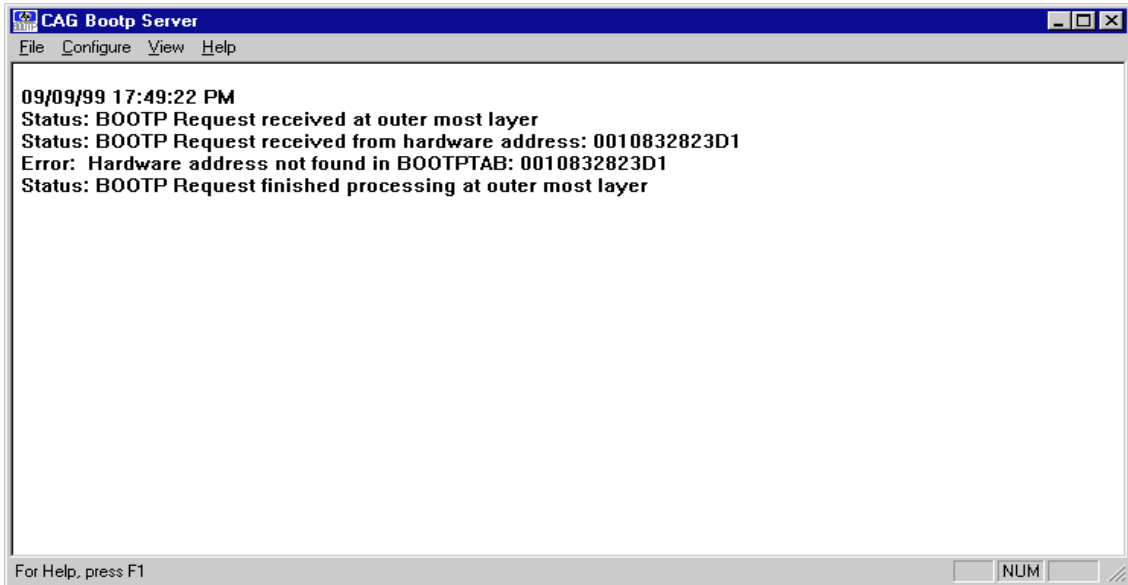 CAG Bootp Server
File Configure View Help
09/09/99 17:49:22 PM
Status: BOOTP Request received at outer most layer
Status: BOOTP Request received from hardware address: 0010832823D1
Error: Hardware address not found in BOOTPTAB: 0010832823D1
Status: BOOTP Request finished processing at outer most layer
For Help, press F1
NUM